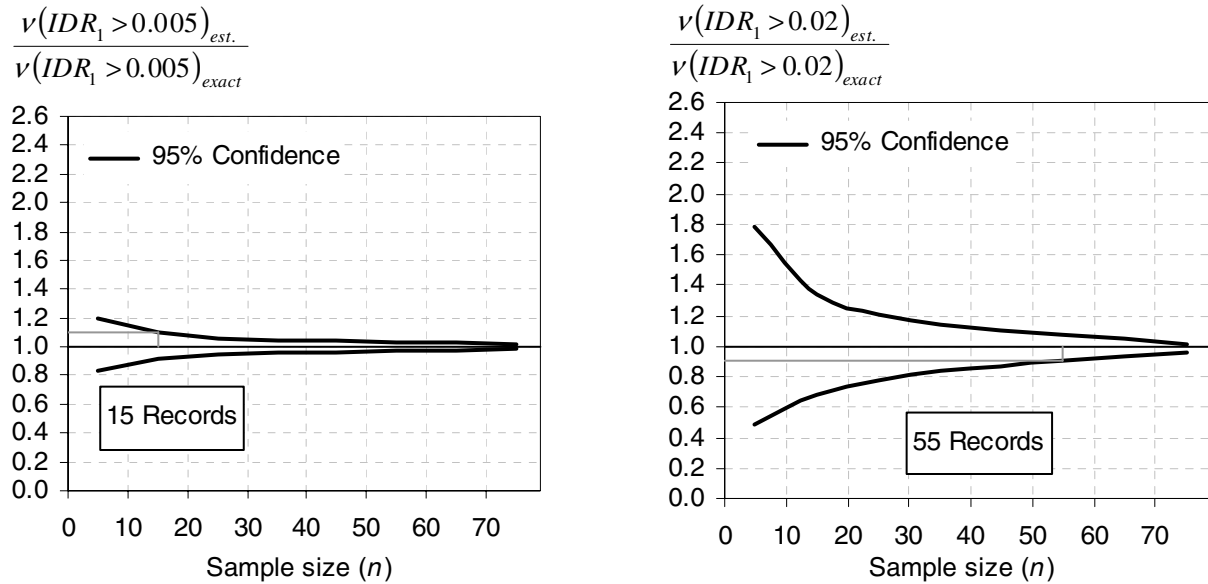 ν(IDR₁ > 0.005)est.
ν(IDR₁ > 0.005)exact
2.6
2.4
2.2
2.0
1.8
1.6
1.4
1.2
1.0
0.8
0.6
0.4
0.2
0.0
95% Confidence
15 Records
0 10 20 30 40 50 60 70
Sample size (n)
ν(IDR₁ > 0.02)est.
ν(IDR₁ > 0.02)exact
2.6
2.4
2.2
2.0
1.8
1.6
1.4
1.2
1.0
0.8
0.6
0.4
0.2
0.0
95% Confidence
55 Records
0 10 20 30 40 50 60 70
Sample size (n)